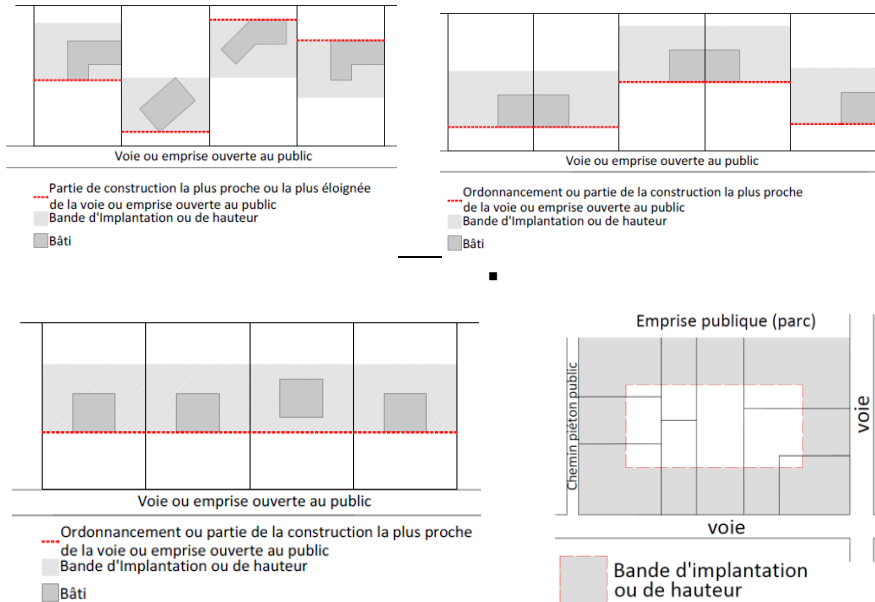 Voie ou emprise ouverte au public
Partie de construction la plus proche ou la plus éloignée
de la voie ou emprise ouverte au public
Bande d'Implantation ou de hauteur
Bâti
Voie ou emprise ouverte au public
Ordonnancement ou partie de la construction la plus proche
de la voie ou emprise ouverte au public
Bande d'Implantation ou de hauteur
Bâti
Voie ou emprise ouverte au public
Ordonnancement ou partie de la construction la plus proche
de la voie ou emprise ouverte au public
Bande d'Implantation ou de hauteur
Bâti
Emprise publique (parc)
Chemin piéton public
voie
voie
Bande d'implantation
ou de hauteur